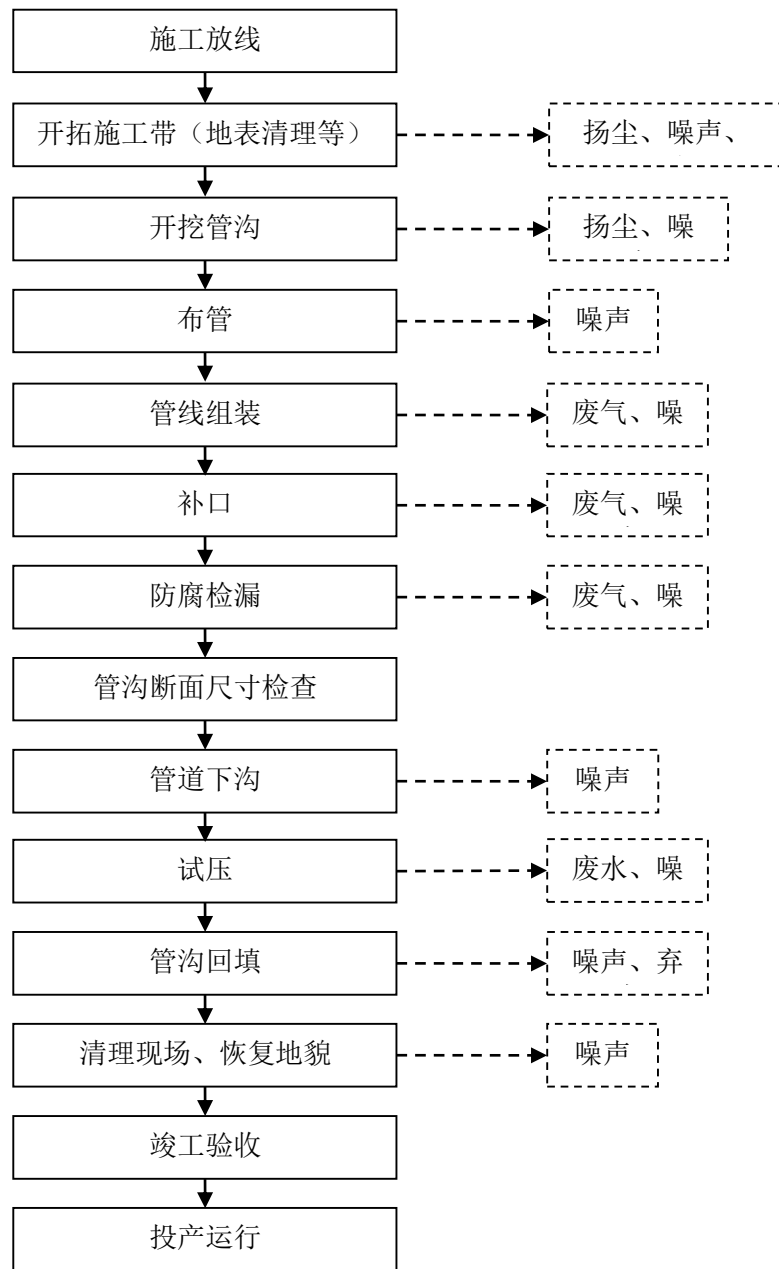 施工放线
开拓施工带（地表清理等）
扬尘、噪声、
开挖管沟
扬尘、噪
布管
噪声
管线组装
废气、噪
补口
废气、噪
防腐检漏
废气、噪
管沟断面尺寸检查
管道下沟
噪声
试压
废水、噪
管沟回填
噪声、弃
清理现场、恢复地貌
噪声
竣工验收
投产运行